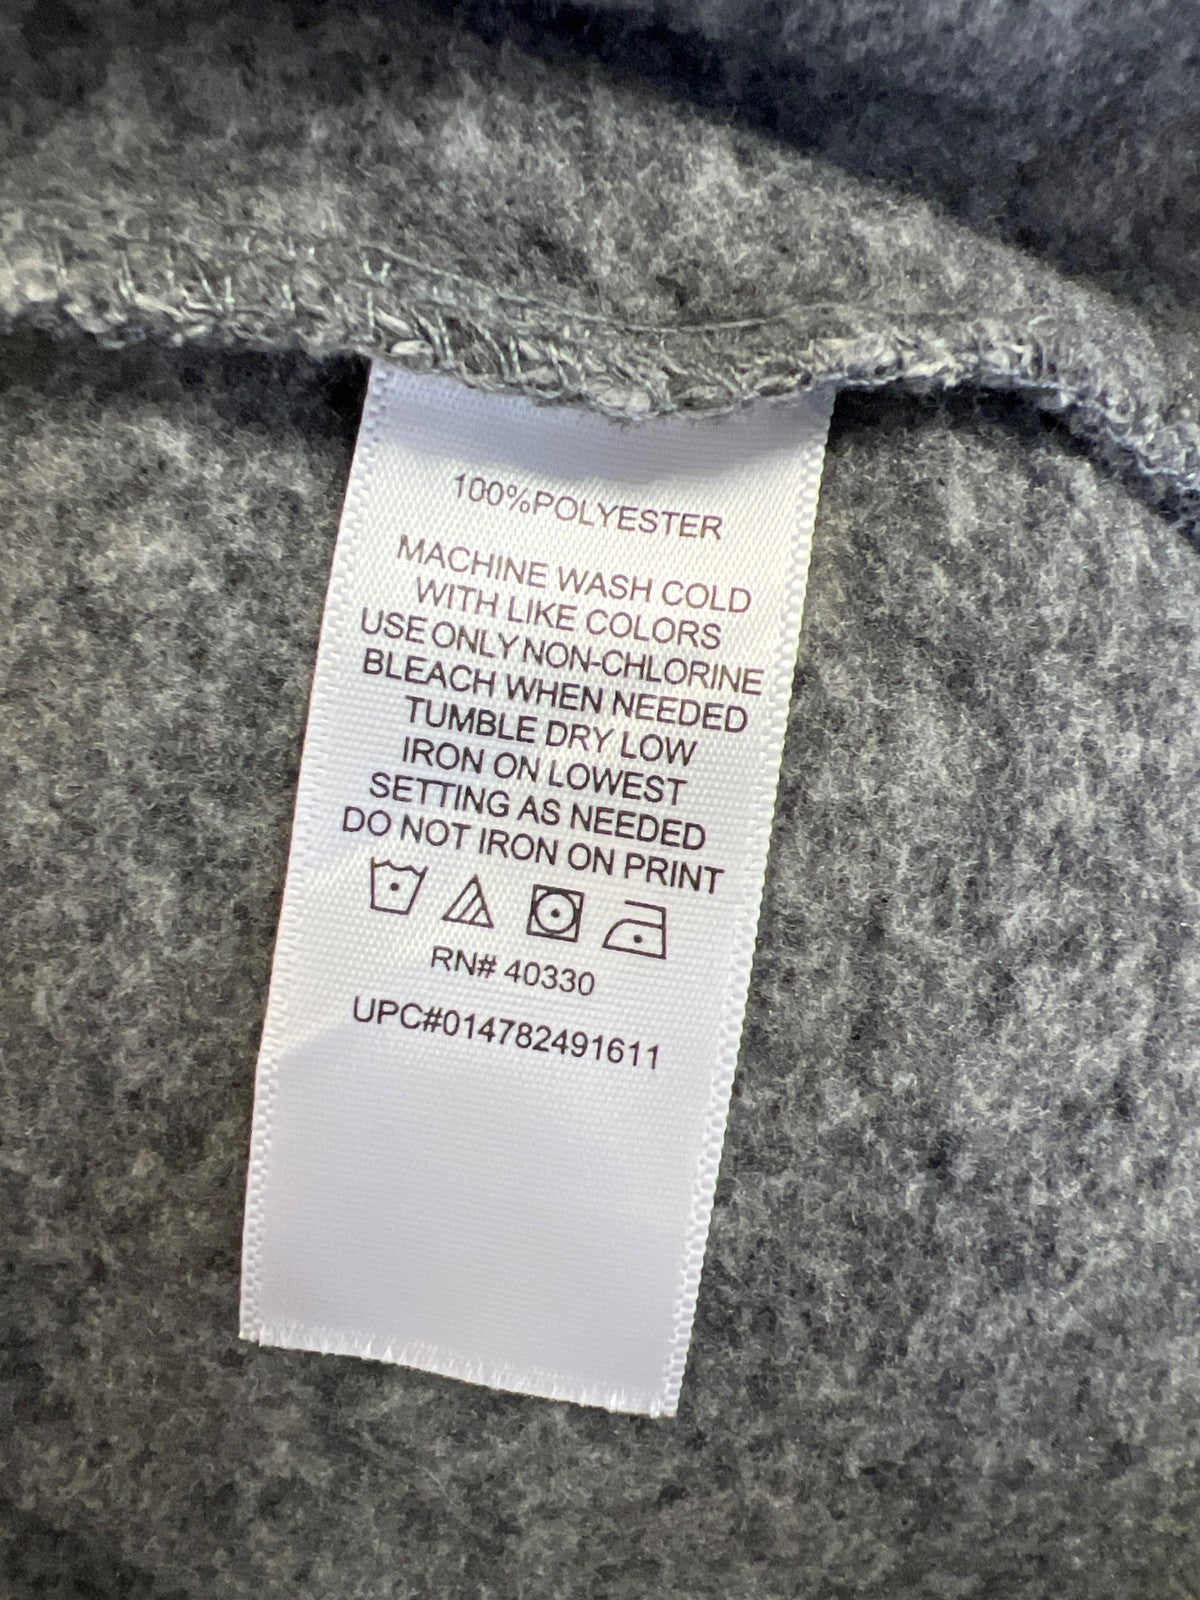 100%POLYESTER
MACHINE WASH COLD
WITH LIKE COLORS
USE ONLY NON-CHLORINE
BLEACH WHEN NEEDED
TUMBLE DRY LOW
IRON ON LOWEST
SETTING AS NEEDED
DO NOT IRON ON PRINT
RN# 40330
UPC#014782491611